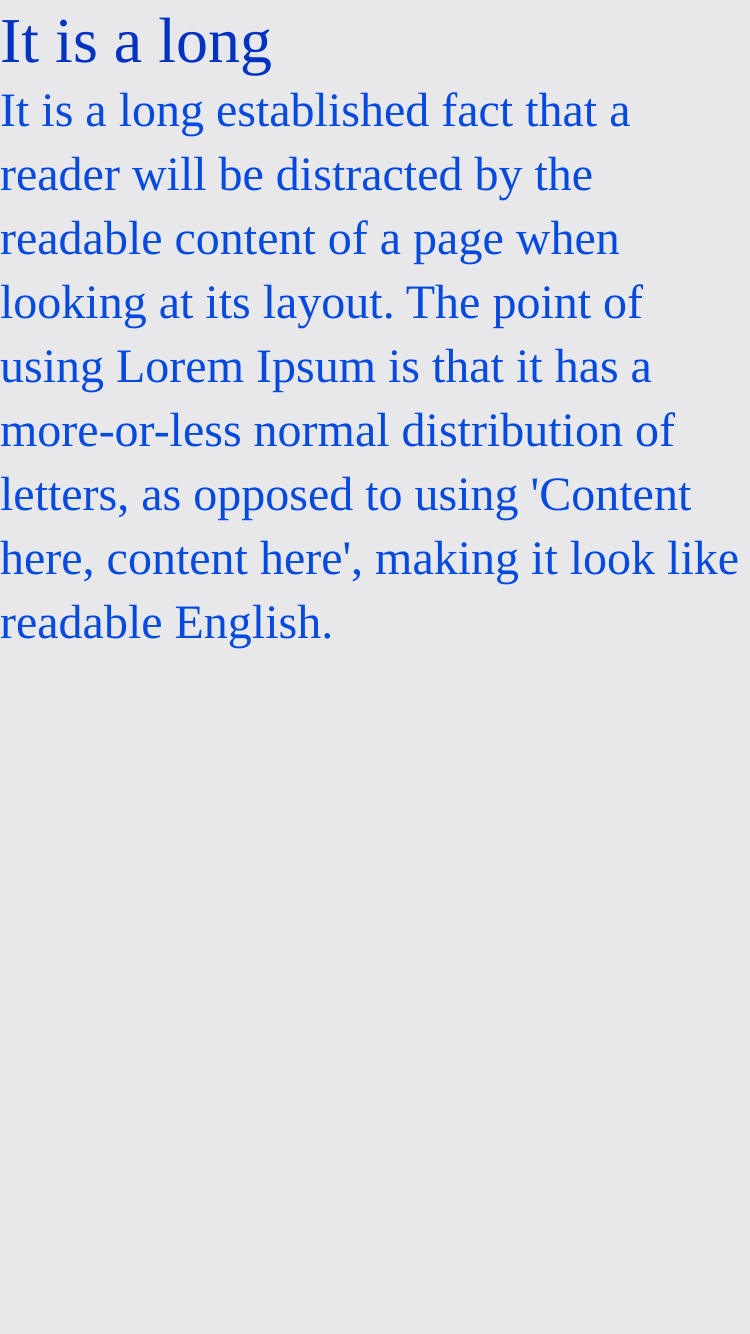 It is a long
It is a long established fact that a
reader will be distracted by the
readable content of a page when
looking at its layout. The point of
using Lorem Ipsum is that it has a
more-or-less normal distribution of
letters, as opposed to using 'Content
here, content here', making it look like
readable English.